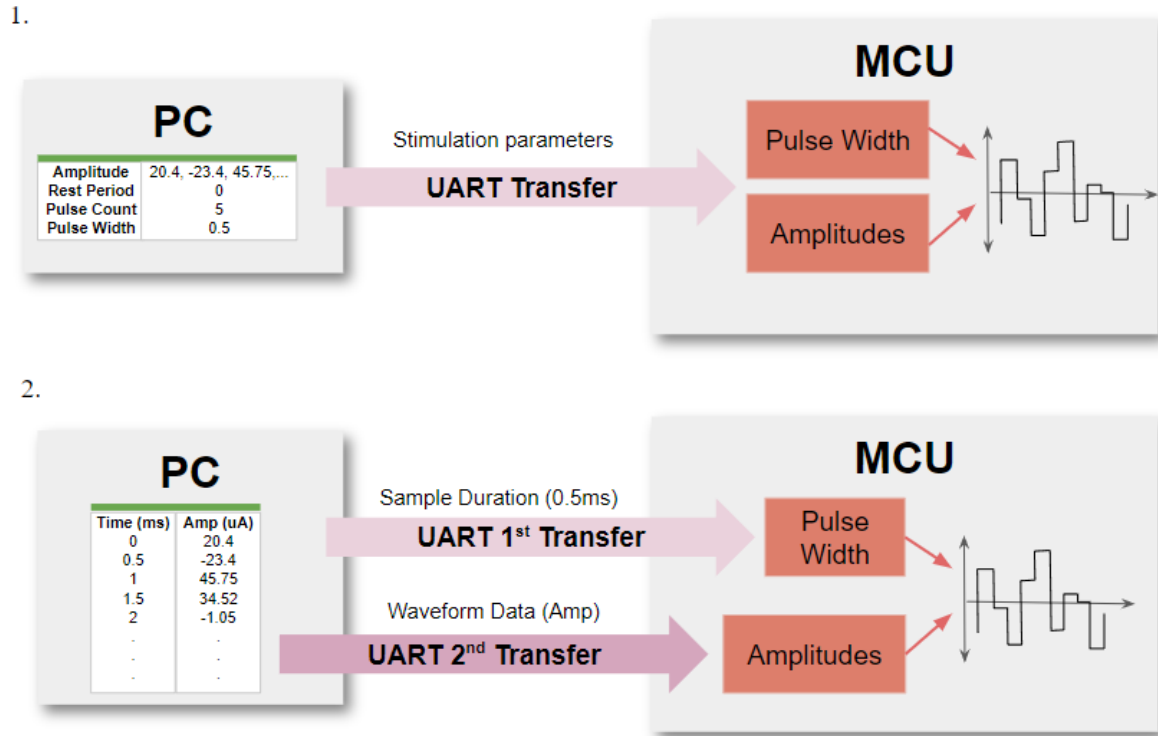 1.
PC
Amplitude 20.4, -23.4, 45.75,...
Rest Period 0
Pulse Count 5
Pulse Width 0.5
Stimulation parameters
UART Transfer
MCU
Pulse Width
Amplitudes
2.
PC
Time (ms) Amp (uA)
0 20.4
0.5 -23.4
1 45.75
1.5 34.52
2 -1.05
. .
. .
. .
Sample Duration (0.5ms)
UART 1st Transfer
Waveform Data (Amp)
UART 2nd Transfer
MCU
Pulse
Width
Amplitudes